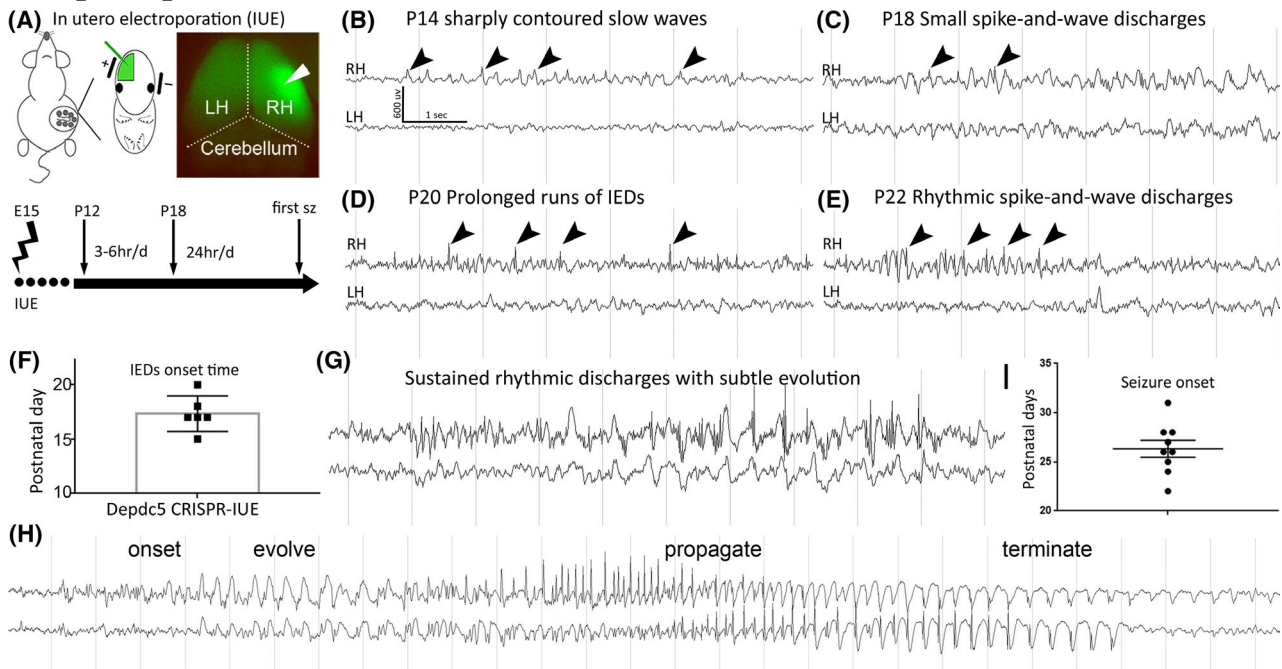 (A) In utero electroporation (IUE)
+
-
LH
RH
Cerebellum
E15
P12
P18
first sz
3-6hr/d
24hr/d
IUE
(B) P14 sharply contoured slow waves
RH
600 uv
1 sec
LH
(C) P18 Small spike-and-wave discharges
RH
LH
(D) P20 Prolonged runs of IEDs
RH
LH
(E) P22 Rhythmic spike-and-wave discharges
RH
LH
(F)
IEDs onset time
Postnatal day
20
15
10
Depdc5 CRISPR-IUE
(G)
Sustained rhythmic discharges with subtle evolution
I
Seizure onset
Postnatal days
35
30
25
20
(H)
onset evolve propagate terminate